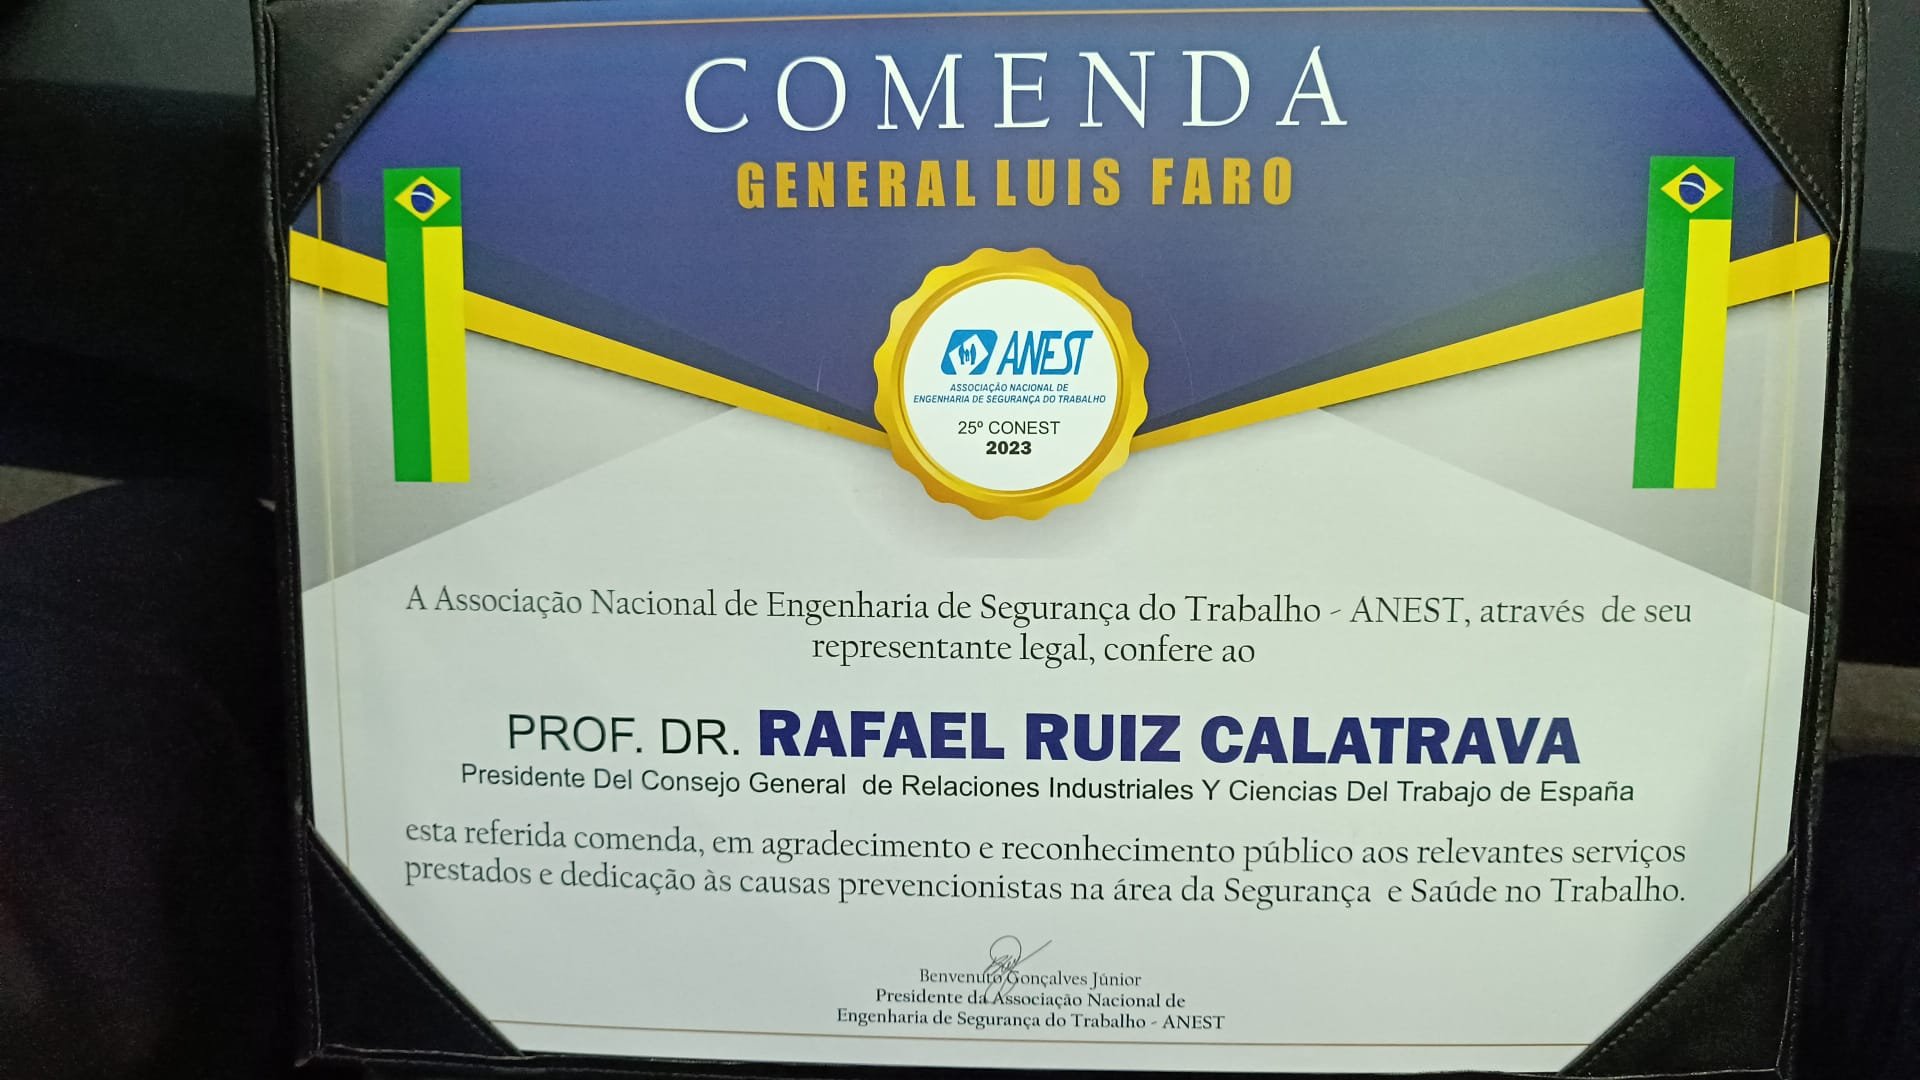 COMENDA
GENERAL LUIS FARO
ANEST
ASSOCIAÇÃO NACIONAL DE
ENGENHARIA DE SEGURANÇA DO TRABALHO
25º CONEST
2023
A Associação Nacional de Engenharia de Segurança do Trabalho - ANEST, através de seu
representante legal, confere ao
PROF. DR. RAFAEL RUIZ CALATRAVA
Presidente Del Consejo General de Relaciones Industriales Y Ciencias Del Trabajo de España
esta referida comenda, em agradecimento e reconhecimento público aos relevantes serviços
prestados e dedicação às causas prevencionistas na área da Segurança e Saúde no Trabalho.
Benvenuto Gonçalves Júnior
Presidente da Associação Nacional de
Engenharia de Segurança do Trabalho - ANEST